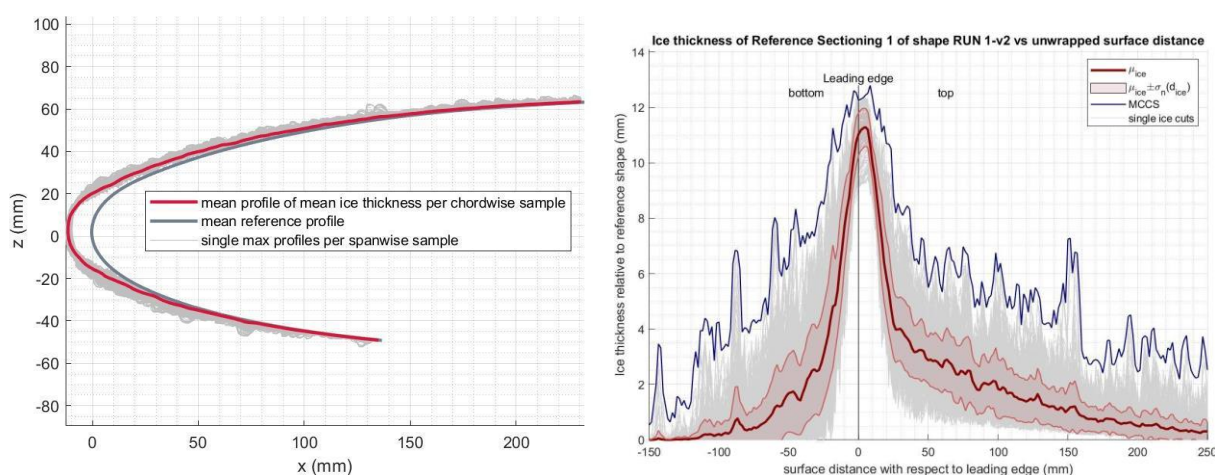 100
80
60
40
20
0
-20
-40
-60
-80
z (mm)
0
50
100
150
200
x (mm)
mean profile of mean ice thickness per chordwise sample
mean reference profile
single max profiles per spanwise sample
Ice thickness of Reference Sectioning 1 of shape RUN 1-v2 vs unwrapped surface distance
14
12
10
8
6
4
2
0
Ice thickness relative to reference shape (mm)
Leading edge
bottom
top
μice
μice±σn(dice)
MCCS
single ice cuts
-150
-100
-50
0
50
100
150
200
250
surface distance with respect to leading edge (mm)